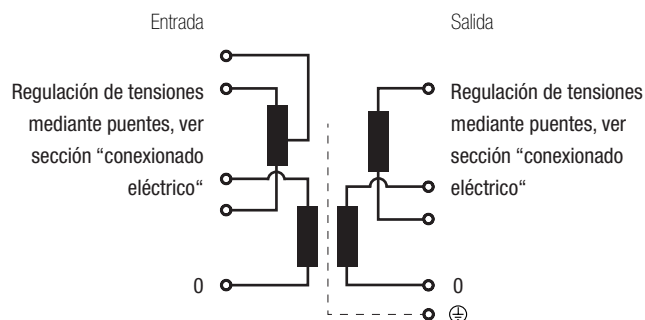 Entrada
Salida
Regulación de tensiones
mediante puentes, ver
sección “conexionado
eléctrico“
Regulación de tensiones
mediante puentes, ver
sección “conexionado
eléctrico“
0
0